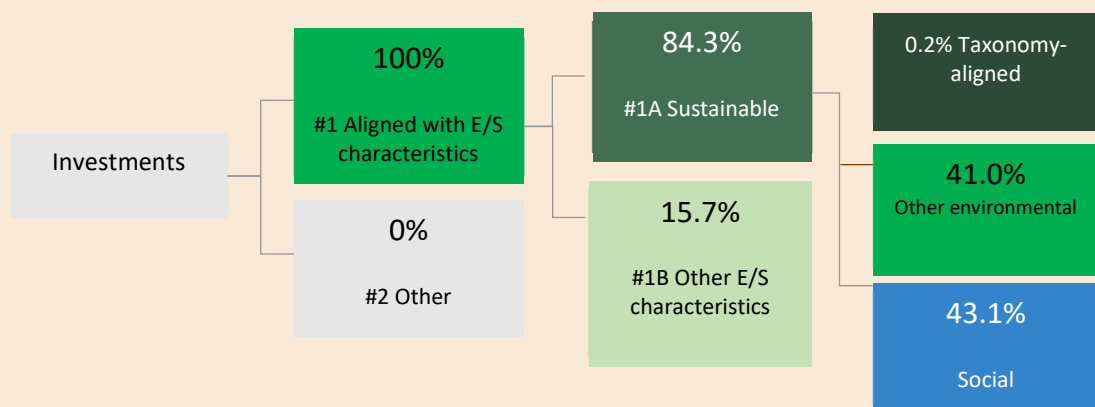 Investments
100%
#1 Aligned with E/S
characteristics
0%
#2 Other
84.3%
#1A Sustainable
15.7%
#1B Other E/S
characteristics
0.2% Taxonomy-
aligned
41.0%
Other environmental
43.1%
Social